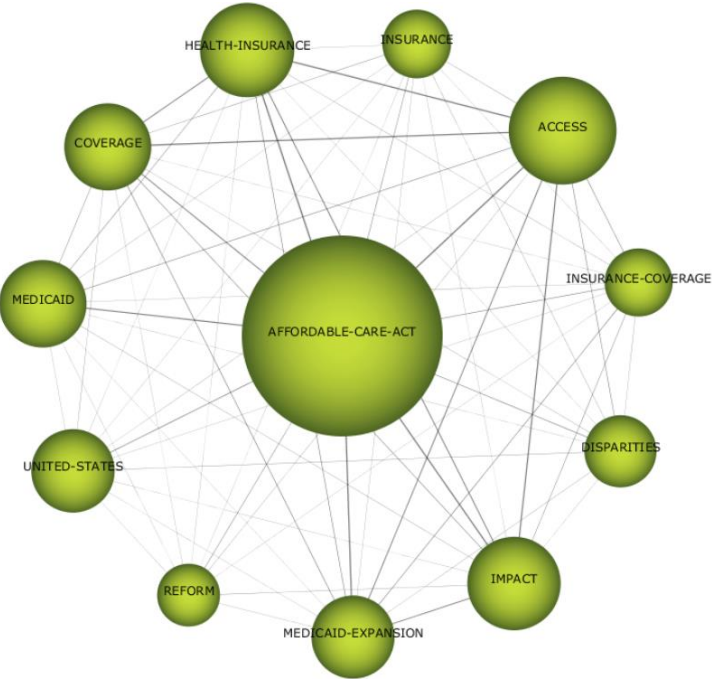 INSURANCE
HEALTH-INSURANCE
ACCESS
COVERAGE
INSURANCE-COVERAGE
MEDICAID
AFFORDABLE-CARE-ACT
DISPARITIES
UNITED-STATES
IMPACT
REFORM
MEDICAID-EXPANSION